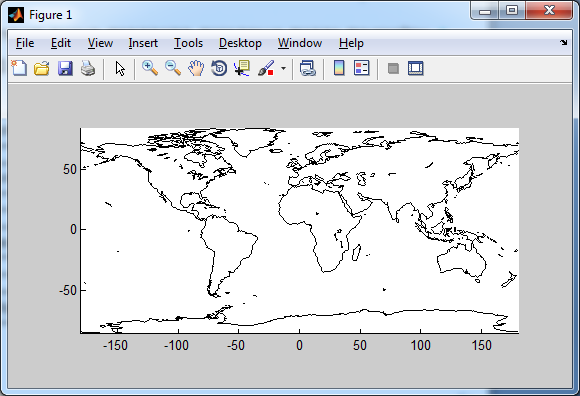 Figure 1
File Edit View Insert Tools Desktop Window Help
50
0
-50
-150 -100 -50 0 50 100 150